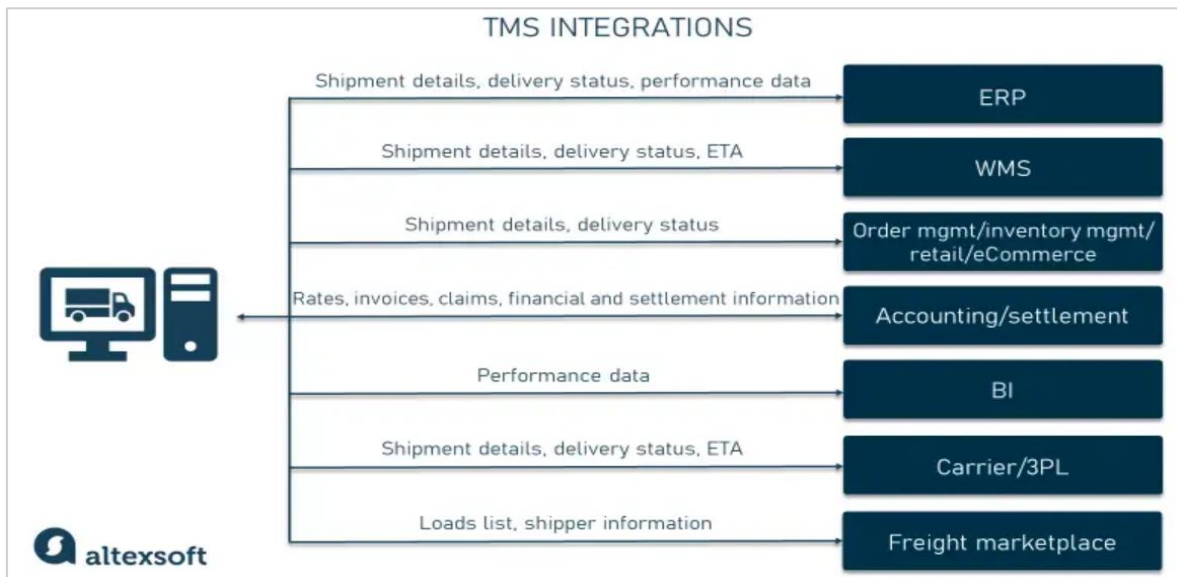 TMS INTEGRATIONS
Shipment details, delivery status, performance data
ERP
Shipment details, delivery status, ETA
WMS
Shipment details, delivery status
Order mgmt/inventory mgmt/
retail/eCommerce
Rates, invoices, claims, financial and settlement information
Accounting/settlement
Performance data
BI
Shipment details, delivery status, ETA
Carrier/3PL
Loads list, shipper information
Freight marketplace
altexsoft